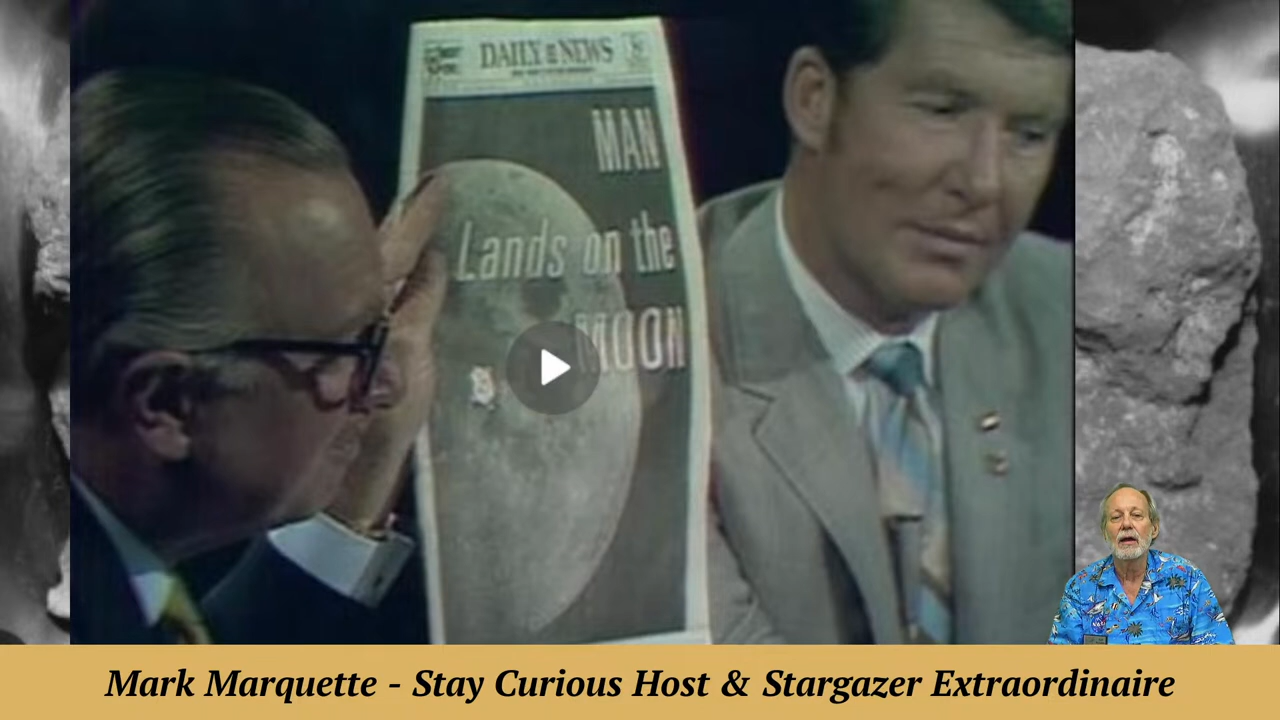 DAILY NEWS
MAN
Lands on the
MOON
Mark Marquette - Stay Curious Host & Stargazer Extraordinaire